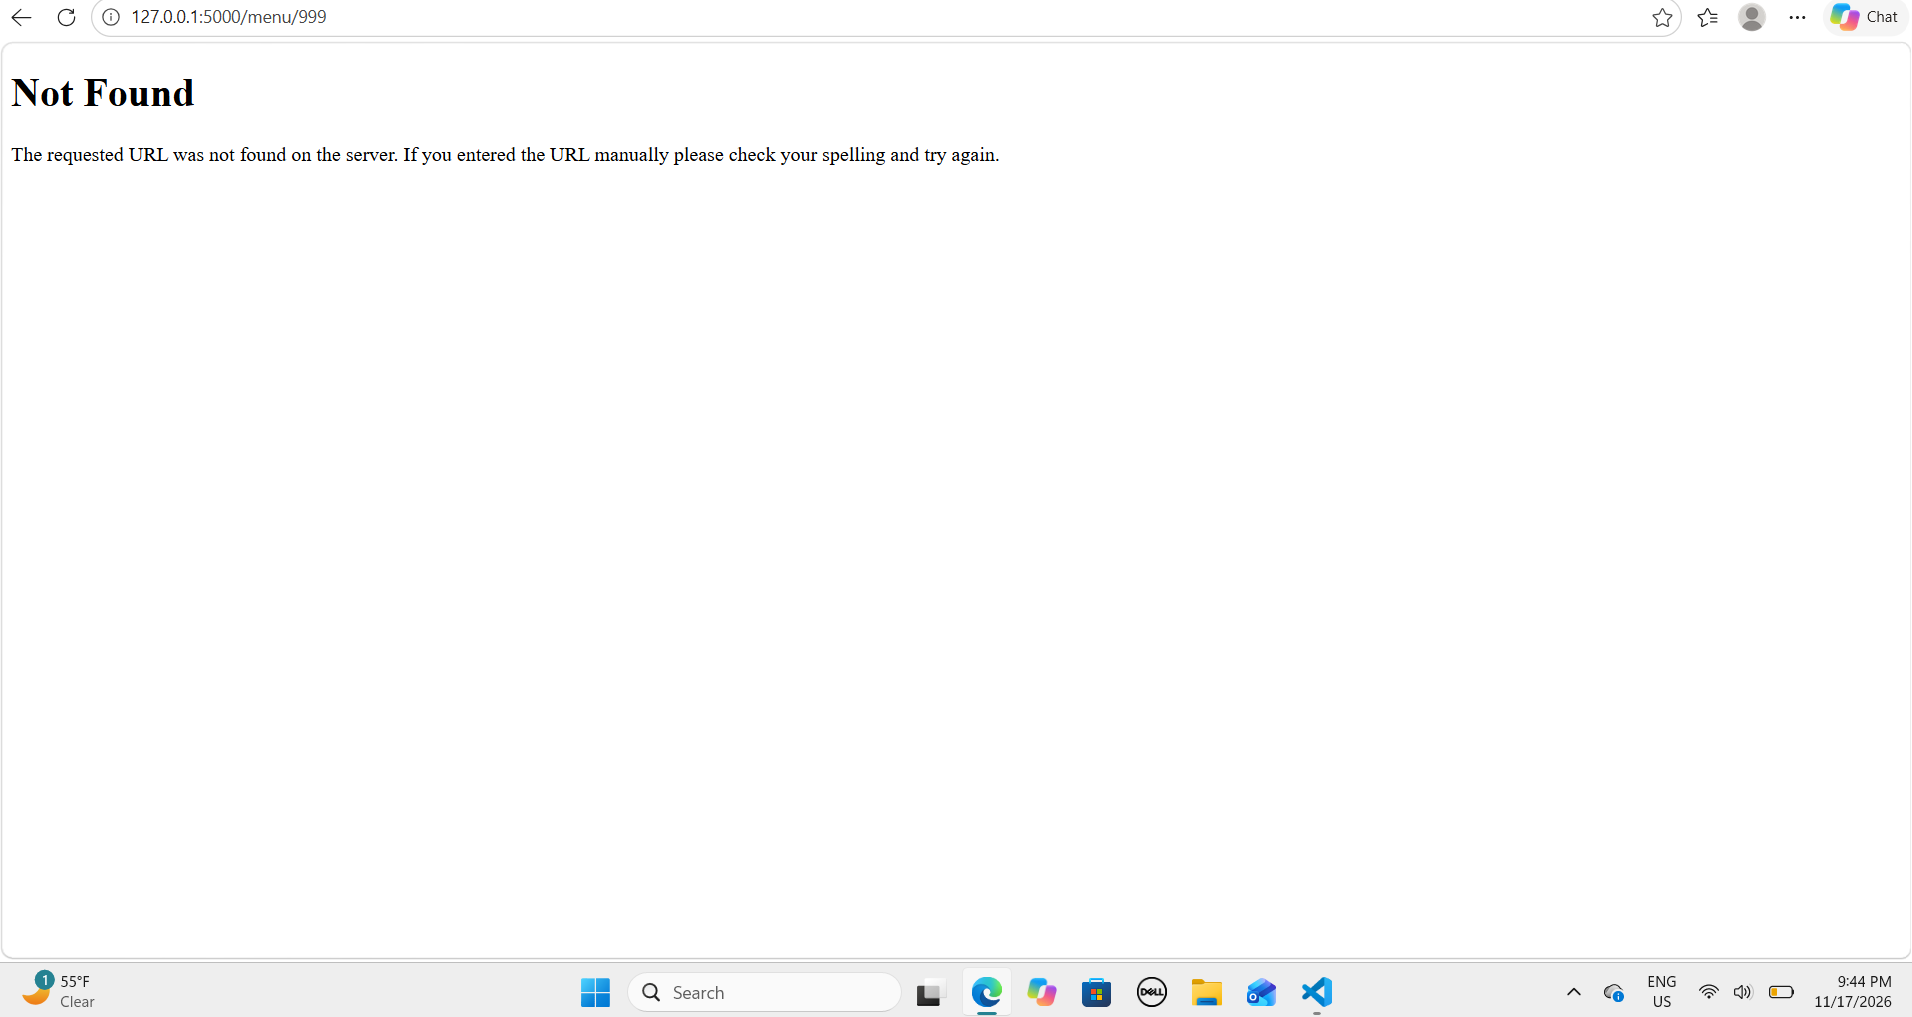 127.0.0.1:5000/menu/999
Chat
Not Found
The requested URL was not found on the server. If you entered the URL manually please check your spelling and try again.
1
55°F
Clear
Search
DELL
ENG
US
9:44 PM
11/17/2026